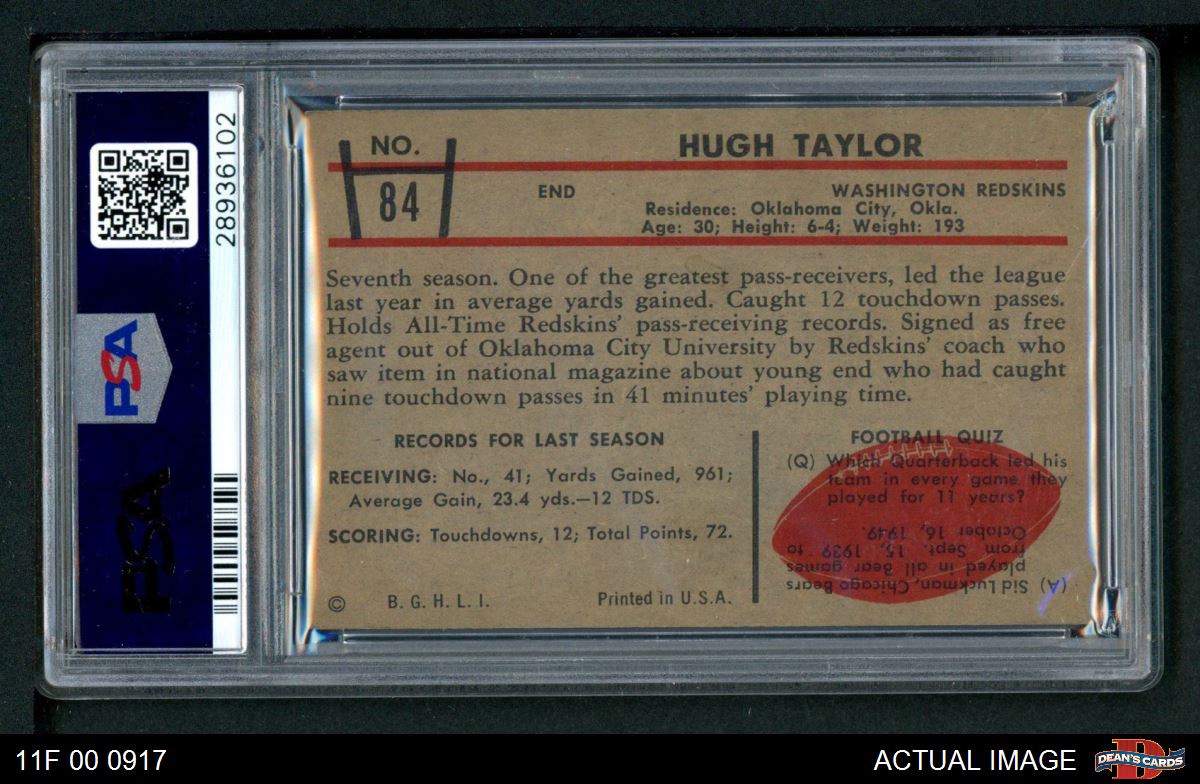 28936102
PSA
PSA
NO.
84
HUGH TAYLOR
END
WASHINGTON REDSKINS
Residence: Oklahoma City, Okla.
Age: 30; Height: 6-4; Weight: 193
Seventh season. One of the greatest pass-receivers, led the league
last year in average yards gained. Caught 12 touchdown passes.
Holds All-Time Redskins' pass-receiving records. Signed as free
agent out of Oklahoma City University by Redskins' coach who
saw item in national magazine about young end who had caught
nine touchdown passes in 41 minutes' playing time.
RECORDS FOR LAST SEASON
RECEIVING: No., 41; Yards Gained, 961;
Average Gain, 23.4 yds.—12 TDS.
SCORING: Touchdowns, 12; Total Points, 72.
© B. G. H. L. I.
Printed in U.S.A.
FOOTBALL QUIZ
(Q) Which Quarterback led his
team in every game they
played for 11 years?
(A) Sid Luckman, Chicago Bears
played in all Bear games
from Sept. 15, 1939 to
October 16, 1949.
11F 00 0917
ACTUAL IMAGE
DEAN'S CARDS